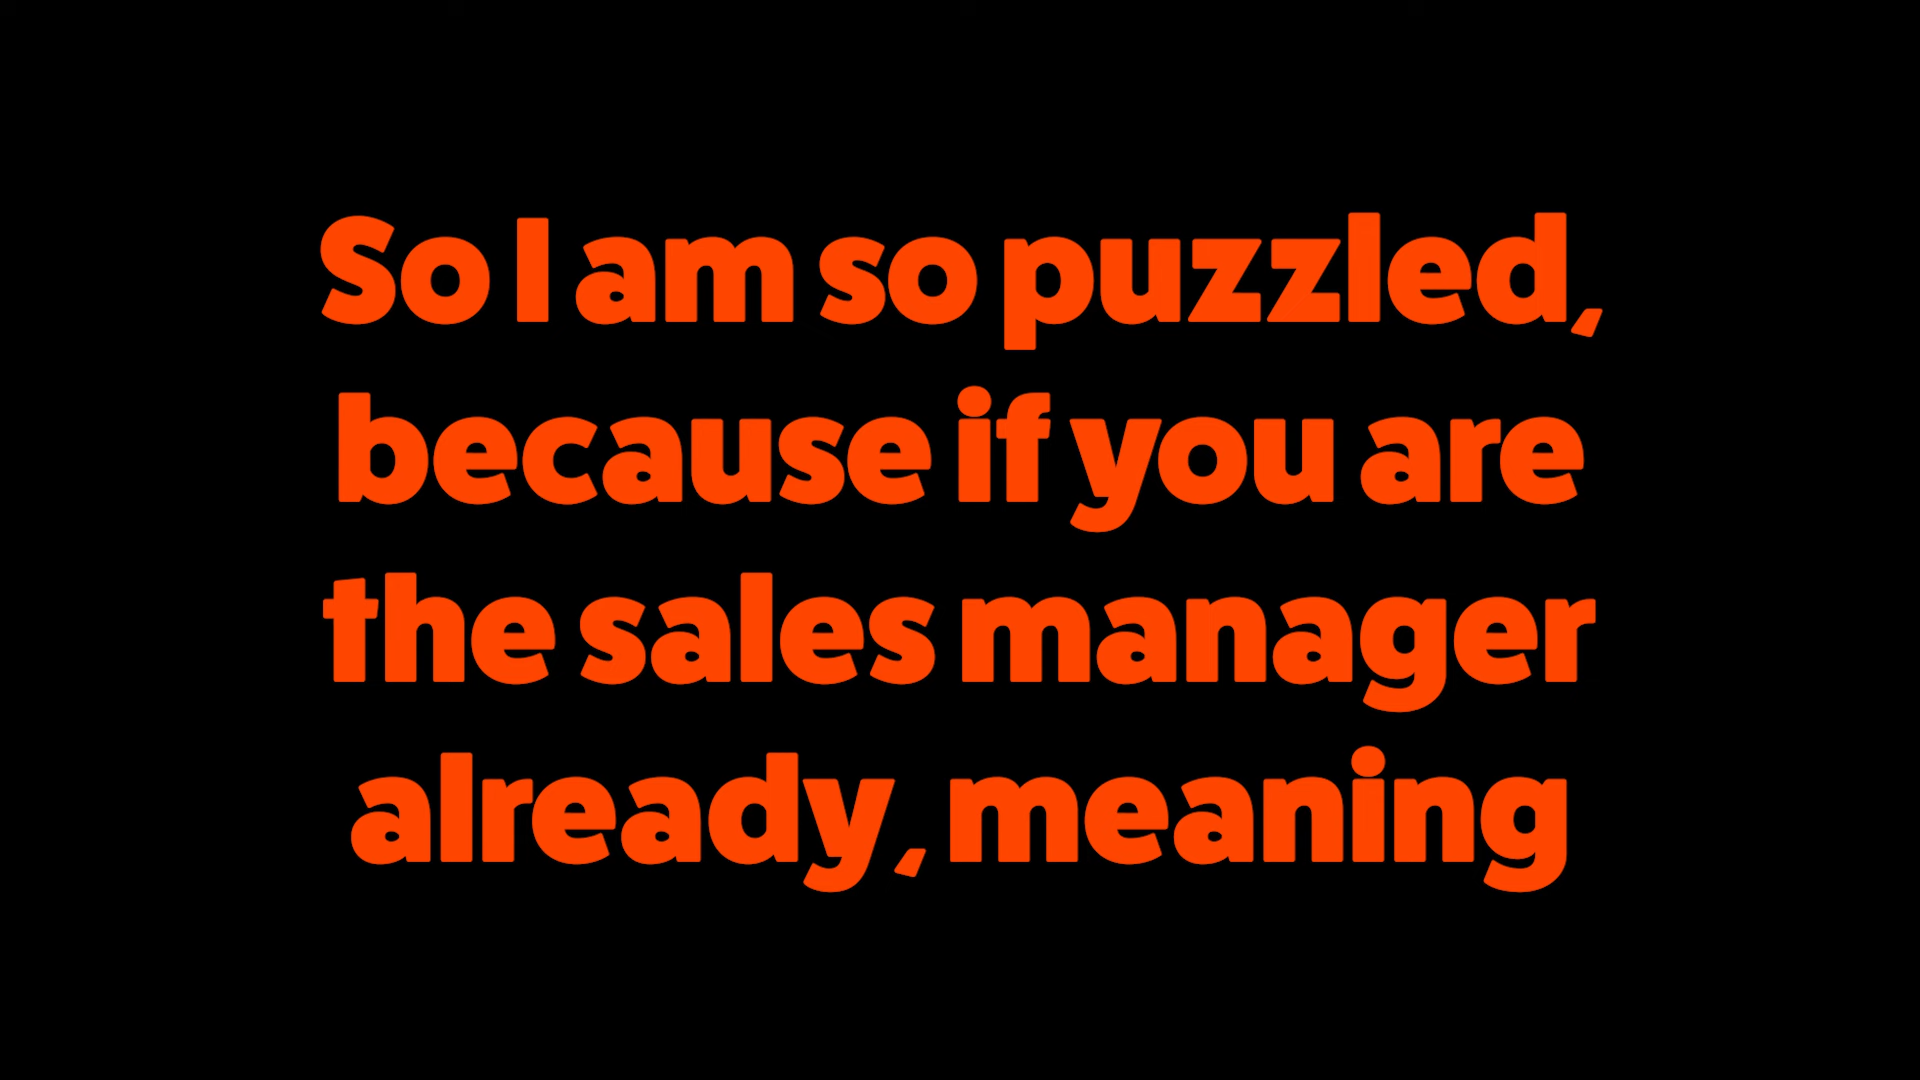 So I am so puzzled,
because if you are
the sales manager
already, meaning